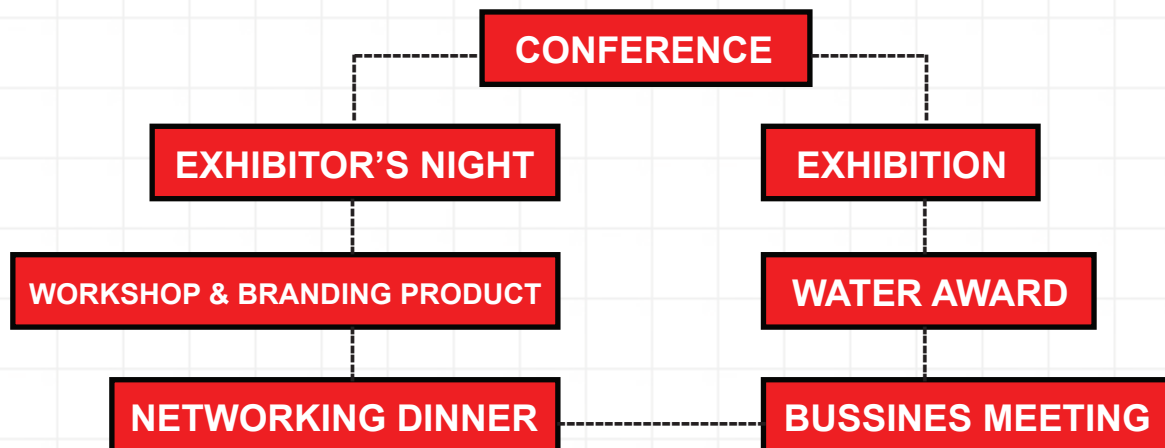 CONFERENCE
EXHIBITOR’S NIGHT
EXHIBITION
WORKSHOP & BRANDING PRODUCT
WATER AWARD
NETWORKING DINNER
BUSSINES MEETING